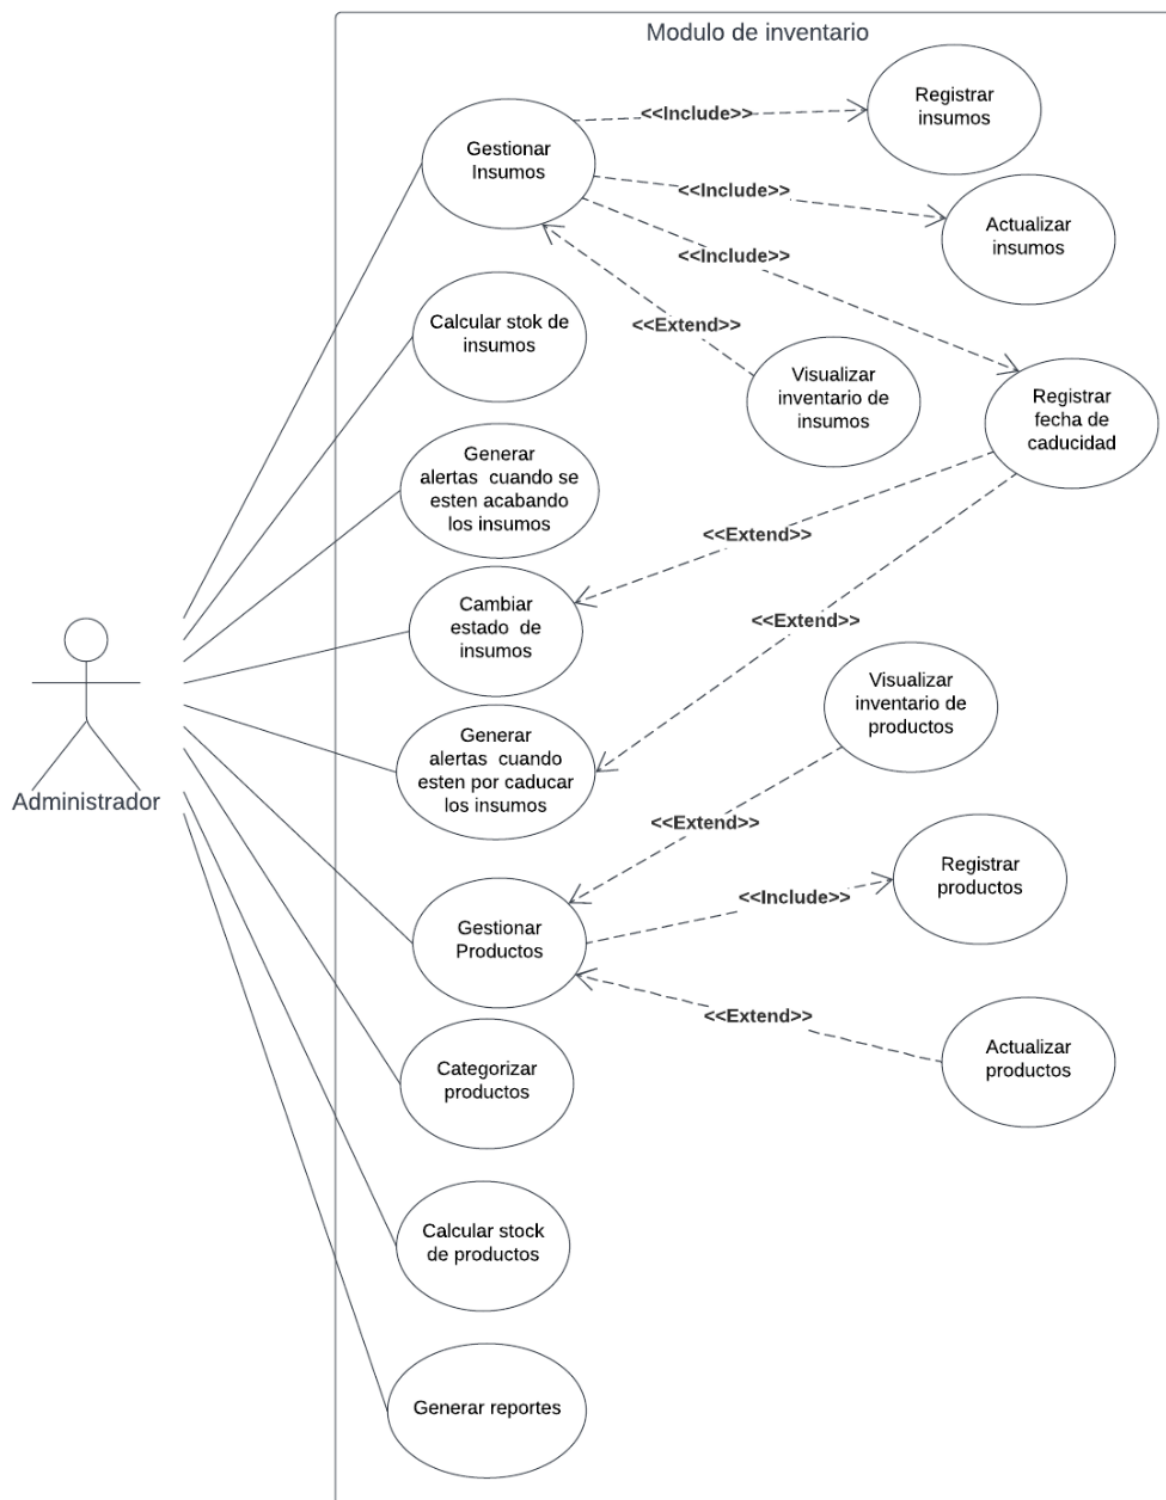 Modulo de inventario
Registrar
insumos
<<Include>>
Gestionar
Insumos
<<Include>>
Actualizar
insumos
<<Include>>
Calcular stok de
insumos
<<Extend>>
Visualizar
inventario de
insumos
Registrar
fecha de
caducidad
Generar
alertas  cuando se
esten acabando
los insumos
<<Extend>>
Cambiar
estado  de
insumos
<<Extend>>
Visualizar
inventario de
productos
Generar
alertas  cuando
esten por caducar
los insumos
Administrador
<<Extend>>
Registrar
productos
<<Include>>
Gestionar
Productos
<<Extend>>
Actualizar
productos
Categorizar
productos
Calcular stock
de productos
Generar reportes